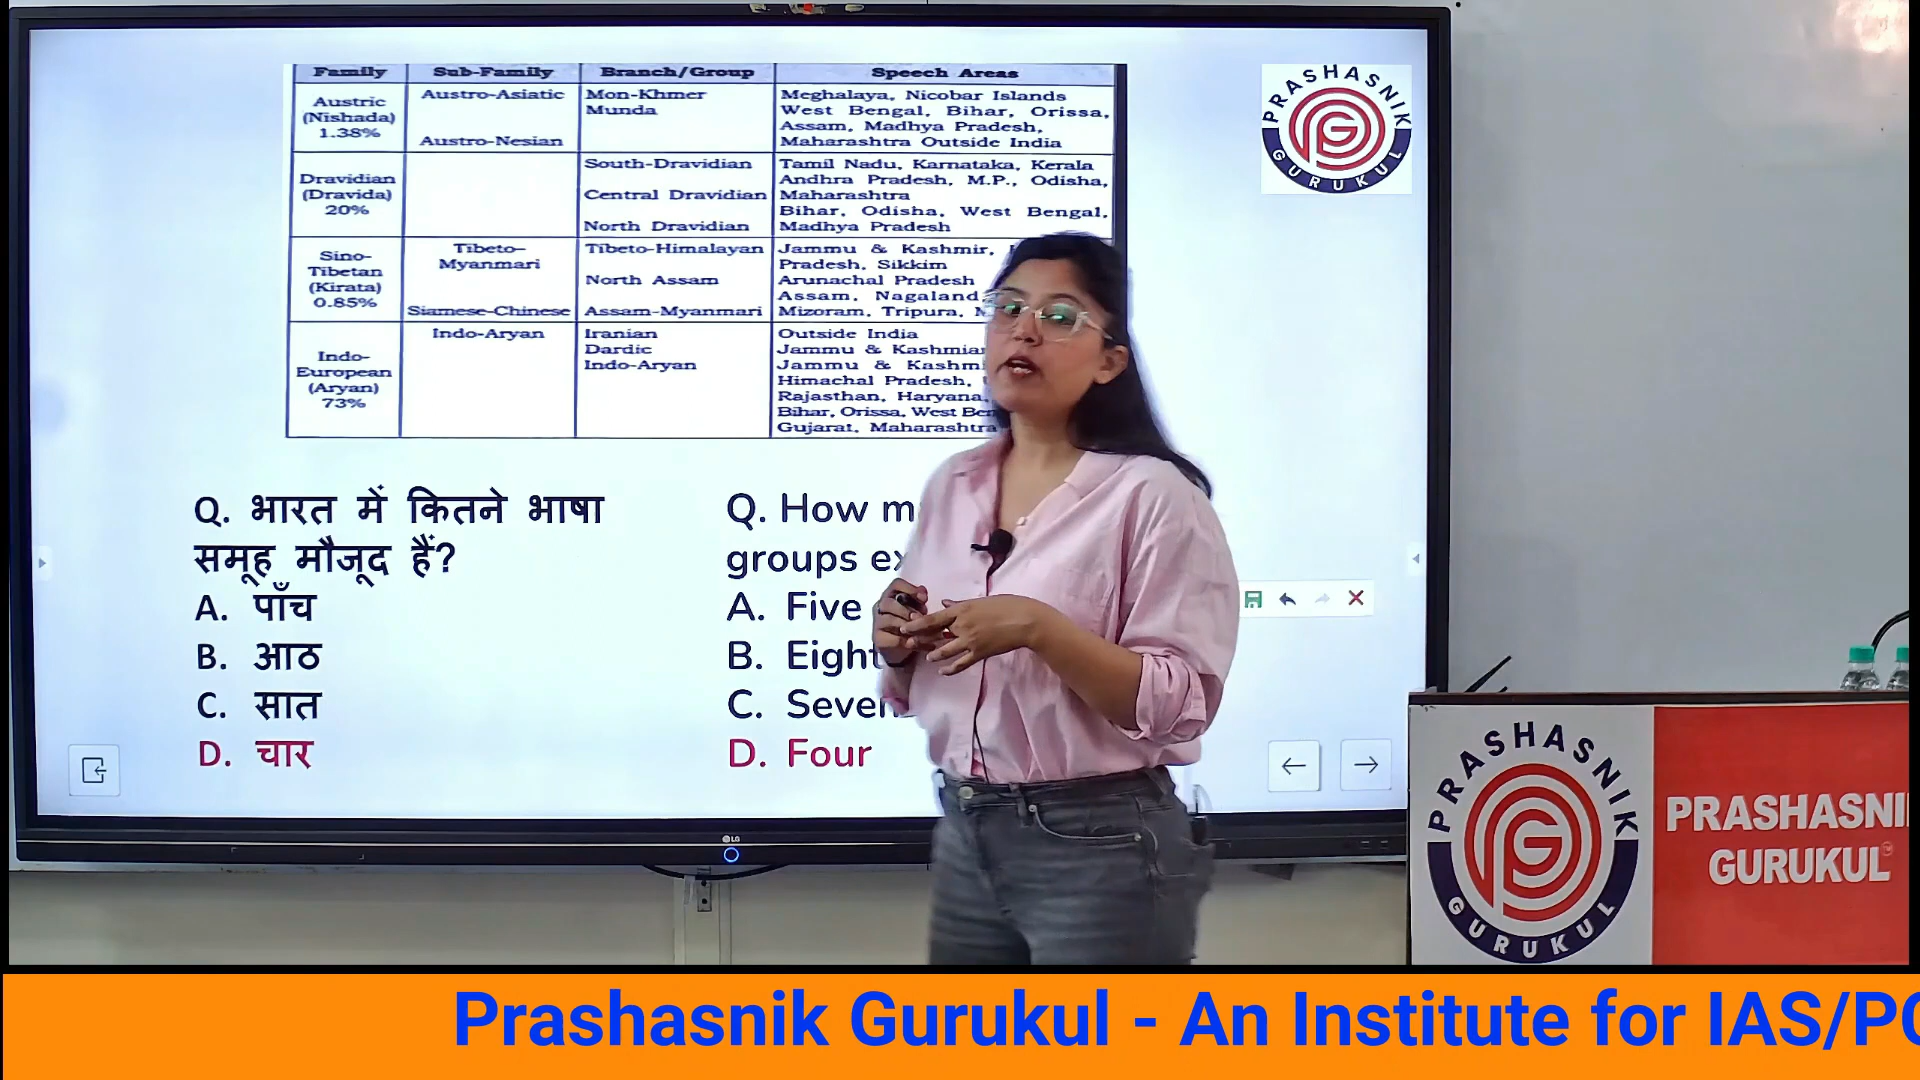 Family Sub-Family Branch/Group Speech Areas
Austric (Nishada) 1.38%
Austro-Asiatic
Austro-Nesian
Mon-Khmer
Munda
Meghalaya, Nicobar Islands
West Bengal, Bihar, Orissa,
Assam, Madhya Pradesh,
Maharashtra Outside India
Dravidian
(Dravida)
20%
South-Dravidian
Central Dravidian
North Dravidian
Tamil Nadu, Karnataka, Kerala
Andhra Pradesh, M.P., Odisha,
Maharashtra
Bihar, Odisha, West Bengal,
Madhya Pradesh
Sino-
Tibetan
(Kirata)
0.85%
Tibeto-
Myanmari
Siamese-Chinese
Tibeto-Himalayan
North Assam
Assam-Myanmari
Jammu & Kashmir,
Pradesh, Sikkim
Arunachal Pradesh
Assam, Nagaland,
Mizoram, Tripura,
Indo-
European
(Aryan)
73%
Indo-Aryan
Iranian
Dardic
Indo-Aryan
Outside India
Jammu & Kashmiar
Jammu &
Himachal Pradesh,
Rajasthan, Haryana,
Bihar, Orissa, West
Gujarat, Maharashtra
PRASHASNIK
GURUKUL
Q. भारत में कितने भाषा
समूह मौजूद हैं?
A. पाँच
B. आठ
C. सात
D. चार
Q. How
groups
A. Five
B. Eight
C. Seven
D. Four
LG
PRASHASNIK
GURUKUL
PRASHASNI
GURUKUL
Prashasnik Gurukul - An Institute for IAS/PC